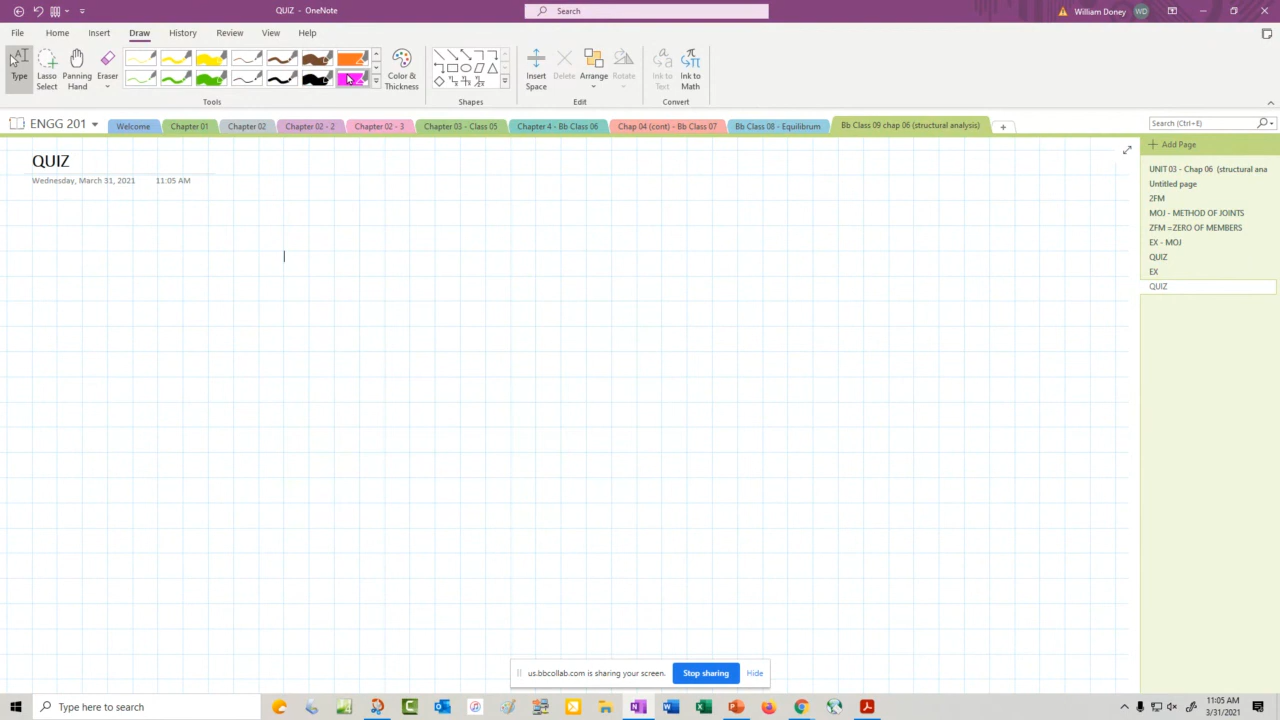 QUIZ - OneNote
Search
William Doney
WD
File
Home
Insert
Draw
History
Review
View
Help
Type
Lasso Select
Panning Hand
Eraser
Color & Thickness
Insert Space
Delete
Arrange
Rotate
Ink to Text
Ink to Math
Tools
Shapes
Edit
Convert
ENGG 201
Welcome
Chapter 01
Chapter 02
Chapter 02 - 2
Chapter 02 - 3
Chapter 03 - Class 05
Chapter 4 - Bb Class 06
Chap 04 (cont) - Bb Class 07
Bb Class 08 - Equilibrum
Bb Class 09 chap 06 (structural analysis)
Search (Ctrl+E)
QUIZ
Wednesday, March 31, 2021 11:05 AM
Add Page
UNIT 03 - Chap 06 (structural ana
Untitled page
2FM
MOJ - METHOD OF JOINTS
ZFM =ZERO OF MEMBERS
EX - MOJ
QUIZ
EX
QUIZ
us.bbcollab.com is sharing your screen.
Stop sharing
Hide
Type here to search
11:05 AM
3/31/2021